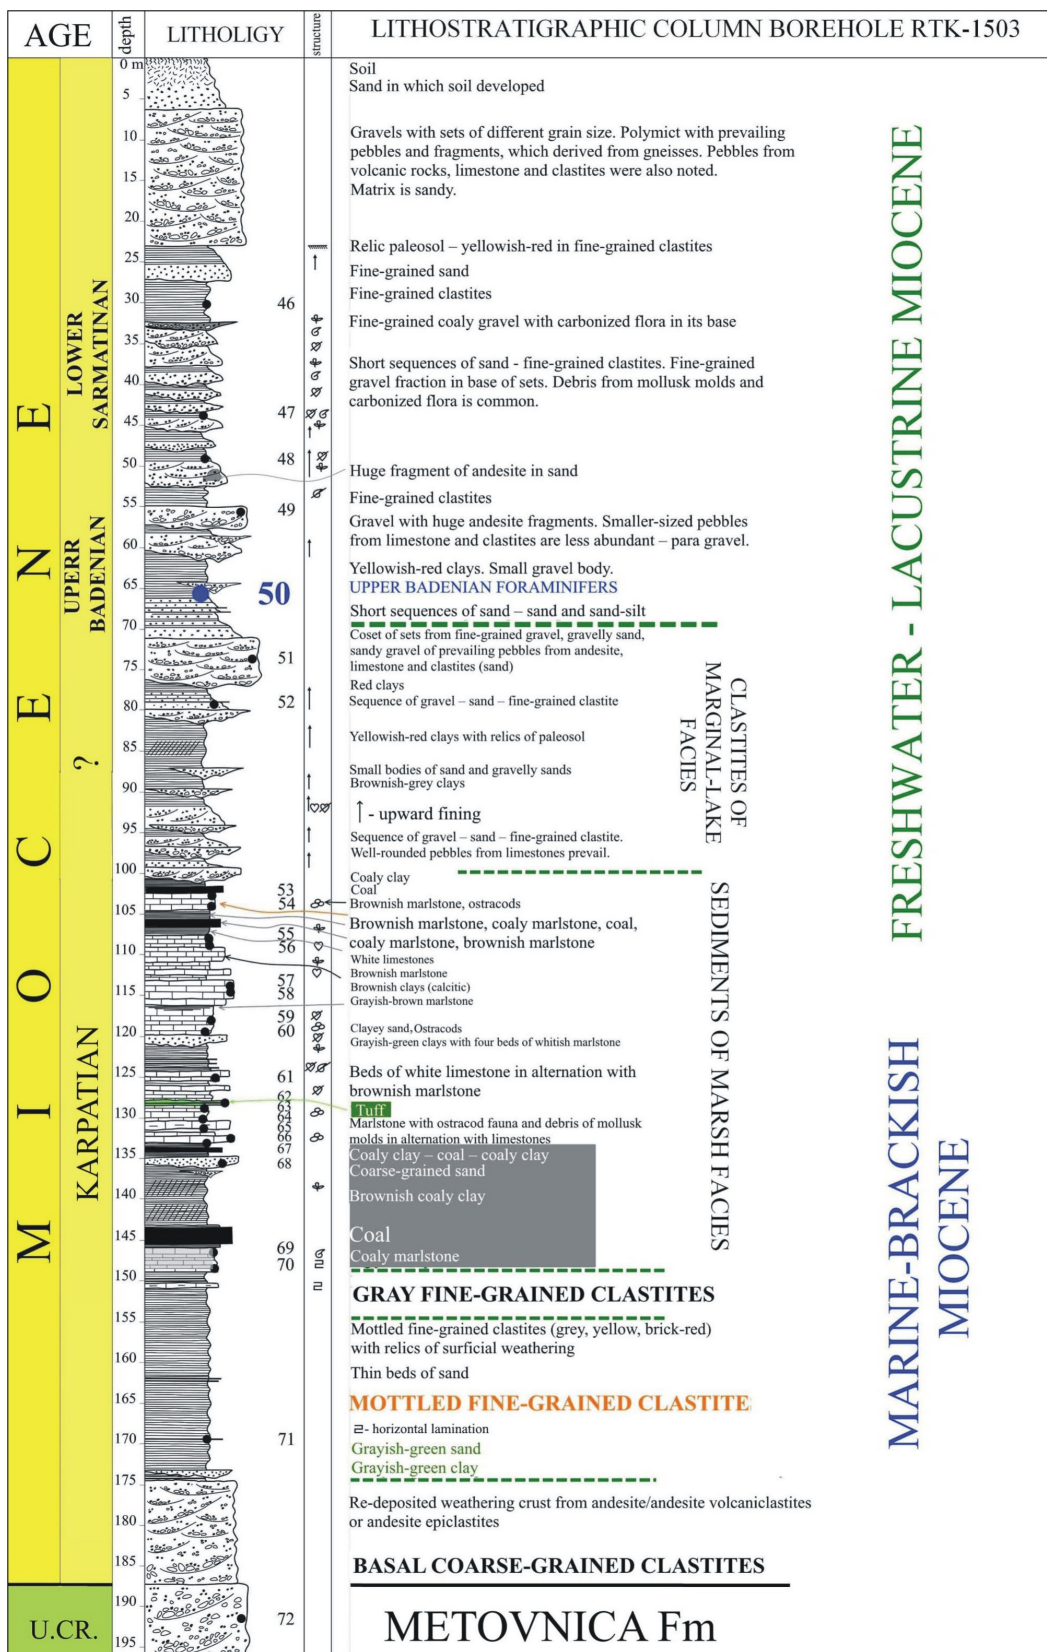 AGE
depth
LITHOLIGY
structure
LITHOSTRATIGRAPHIC COLUMN BOREHOLE RTK-1503
MIOCENCENE
LOWER
SARMATINAN
UPERR
BADENIAN
?
KARPATIAN
U.CR.
0 m
5
10
15
20
25
30
35
40
45
50
55
60
65
70
75
80
85
90
95
100
105
110
115
120
125
130
135
140
145
150
155
160
165
170
175
180
185
190
195
46
47
48
49
50
51
52
53
54
55
56
57
58
59
60
61
62
63
64
65
66
67
68
69
70
71
72
Soil
Sand in which soil developed
Gravels with sets of different grain size. Polymict with prevailing
pebbles and fragments, which derived from gneisses. Pebbles from
volcanic rocks, limestone and clastites were also noted.
Matrix is sandy.
Relic paleosol – yellowish-red in fine-grained clastites
Fine-grained sand
Fine-grained clastites
Fine-grained coaly gravel with carbonized flora in its base
Short sequences of sand - fine-grained clastites. Fine-grained
gravel fraction in base of sets. Debris from mollusk molds and
carbonized flora is common.
Huge fragment of andesite in sand
Fine-grained clastites
Gravel with huge andesite fragments. Smaller-sized pebbles
from limestone and clastites are less abundant – para gravel.
Yellowish-red clays. Small gravel body.
UPPER BADENIAN FORAMINIFERS
Short sequences of sand – sand and sand-silt
Coset of sets from fine-grained gravel, gravelly sand,
sandy gravel of prevailing pebbles from andesite,
limestone and clastites (sand)
Red clays
Sequence of gravel – sand – fine-grained clastite
Yellowish-red clays with relics of paleosol
Small bodies of sand and gravelly sands
Brownish-grey clays
↑ - upward fining
Sequence of gravel – sand – fine-grained clastite.
Well-rounded pebbles from limestones prevail.
Coaly clay
Coal
Brownish marlstone, ostracods
Brownish marlstone, coaly marlstone, coal,
coaly marlstone, brownish marlstone
White limestones
Brownish marlstone
Brownish clays (calcitic)
Grayish-brown marlstone
Clayey sand, Ostracods
Grayish-green clays with four beds of whitish marlstone
Beds of white limestone in alternation with
brownish marlstone
Tuff
Marlstone with ostracod fauna and debris of mollusk
molds in alternation with limestones
Coaly clay – coal – coaly clay
Coarse-grained sand
Brownish coaly clay
Coal
Coaly marlstone
GRAY FINE-GRAINED CLASTITES
Mottled fine-grained clastites (grey, yellow, brick-red)
with relics of surficial weathering
Thin beds of sand
MOTTLED FINE-GRAINED CLASTITE
- horizontal lamination
Grayish-green sand
Grayish-green clay
Re-deposited weathering crust from andesite/andesite volcaniclastites
or andesite epiclastites
BASAL COARSE-GRAINED CLASTITES
METOVNICA Fm
CLASTITES OF
MARGINAL-LAKE
FACIES
SEDIMENTS OF MARSH FACIES
FRESHWATER - LACUSTRINE MIOCENE
MARINE-BRACKISH
MIOCENE